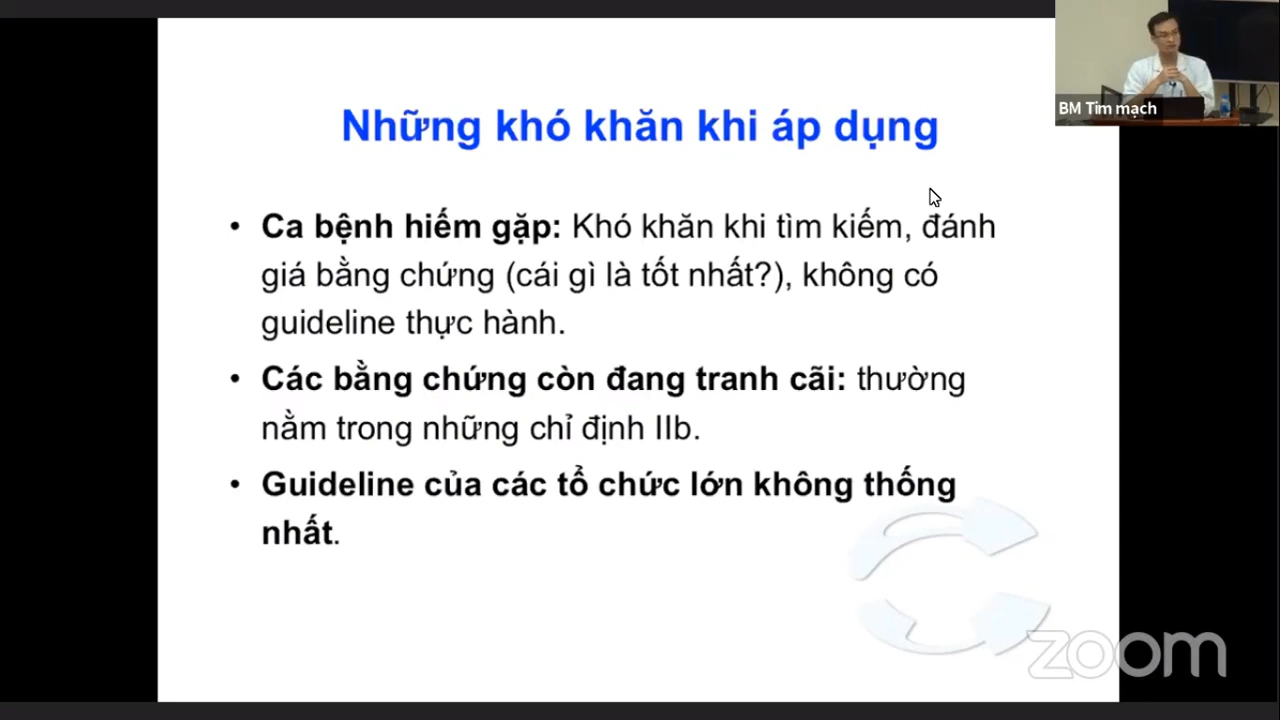 BM Tim mạch
Những khó khăn khi áp dụng
• Ca bệnh hiếm gặp: Khó khăn khi tìm kiếm, đánh
giá bằng chứng (cái gì là tốt nhất?), không có
guideline thực hành.
• Các bằng chứng còn đang tranh cãi: thường
nằm trong những chỉ định IIb.
• Guideline của các tổ chức lớn không thống
nhất.
zoom